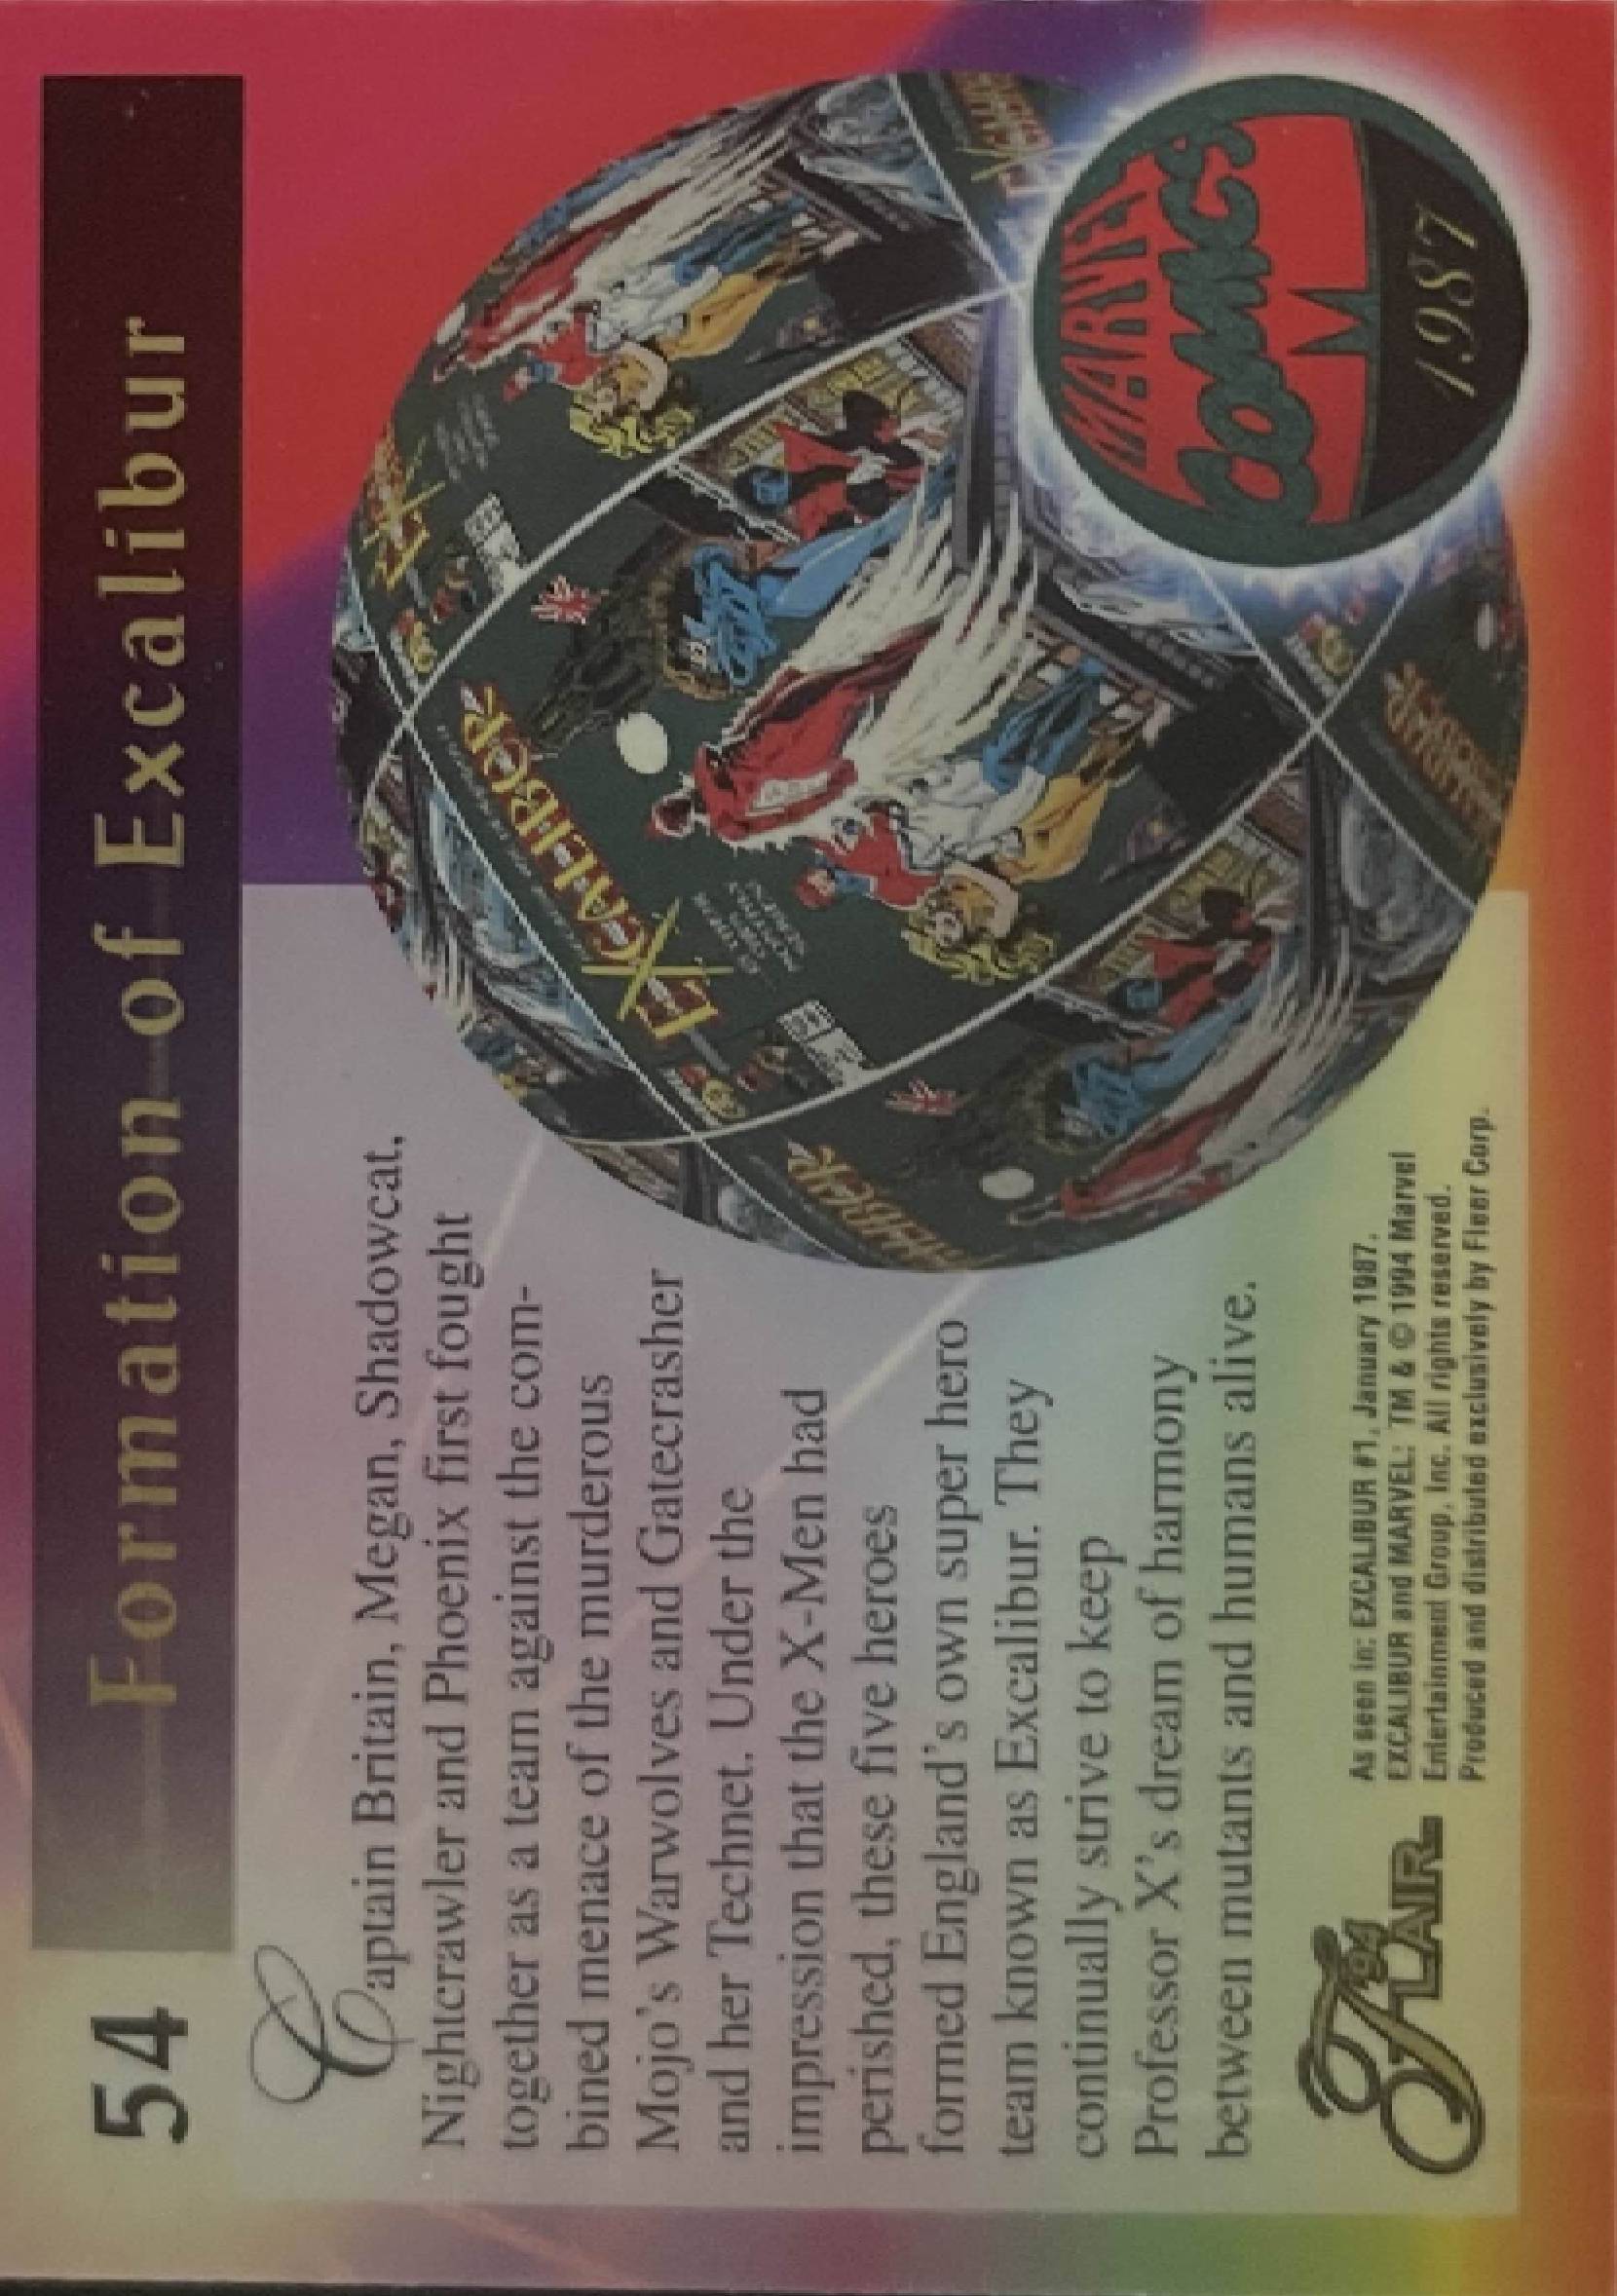 54
Formation of Excalibur
Captain Britain, Megan, Shadowcat,
Nightcrawler and Phoenix first fought
together as a team against the com-
bined menace of the murderous
Mojo's Warwolves and Gatecrasher
and her Technet. Under the
impression that the X-Men had
perished, these five heroes
formed England's own super hero
team known as Excalibur. They
continually strive to keep
Professor X's dream of harmony
between mutants and humans alive.
EXCALIBUR
IN THEIR
OWN
MONTHLY
SERIES
'94
FLAIR
As seen in: EXCALIBUR #1, January 1987.
EXCALIBUR and MARVEL: TM & © 1994 Marvel
Entertainment Group, Inc. All rights reserved.
Produced and distributed exclusively by Fleer Corp.
MARVEL
COMICS
M
1987